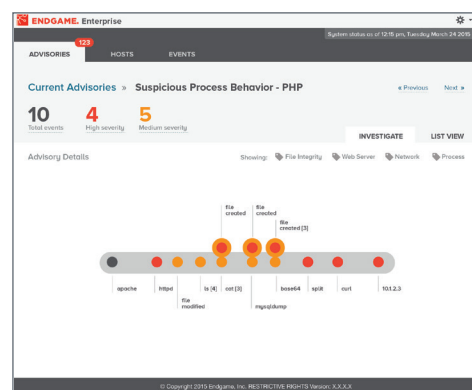 ENDGAME. Enterprise
System status as of 12:15 pm, Tuesday March 24 2015
123
ADVISORIES HOSTS EVENTS
Current Advisories » Suspicious Process Behavior - PHP
« Previous Next »
10 4 5
Total events High severity Medium severity
INVESTIGATE LIST VIEW
Advisory Details
Showing: File Integrity Web Server Network Process
file created
file created
file created [3]
apache httpd ls [4] cat [3] base64 split curl 10.1.2.3
file modified
mysqldump
© Copyright 2015 Endgame, Inc. RESTRICTIVE RIGHTS Version: X.X.X.X